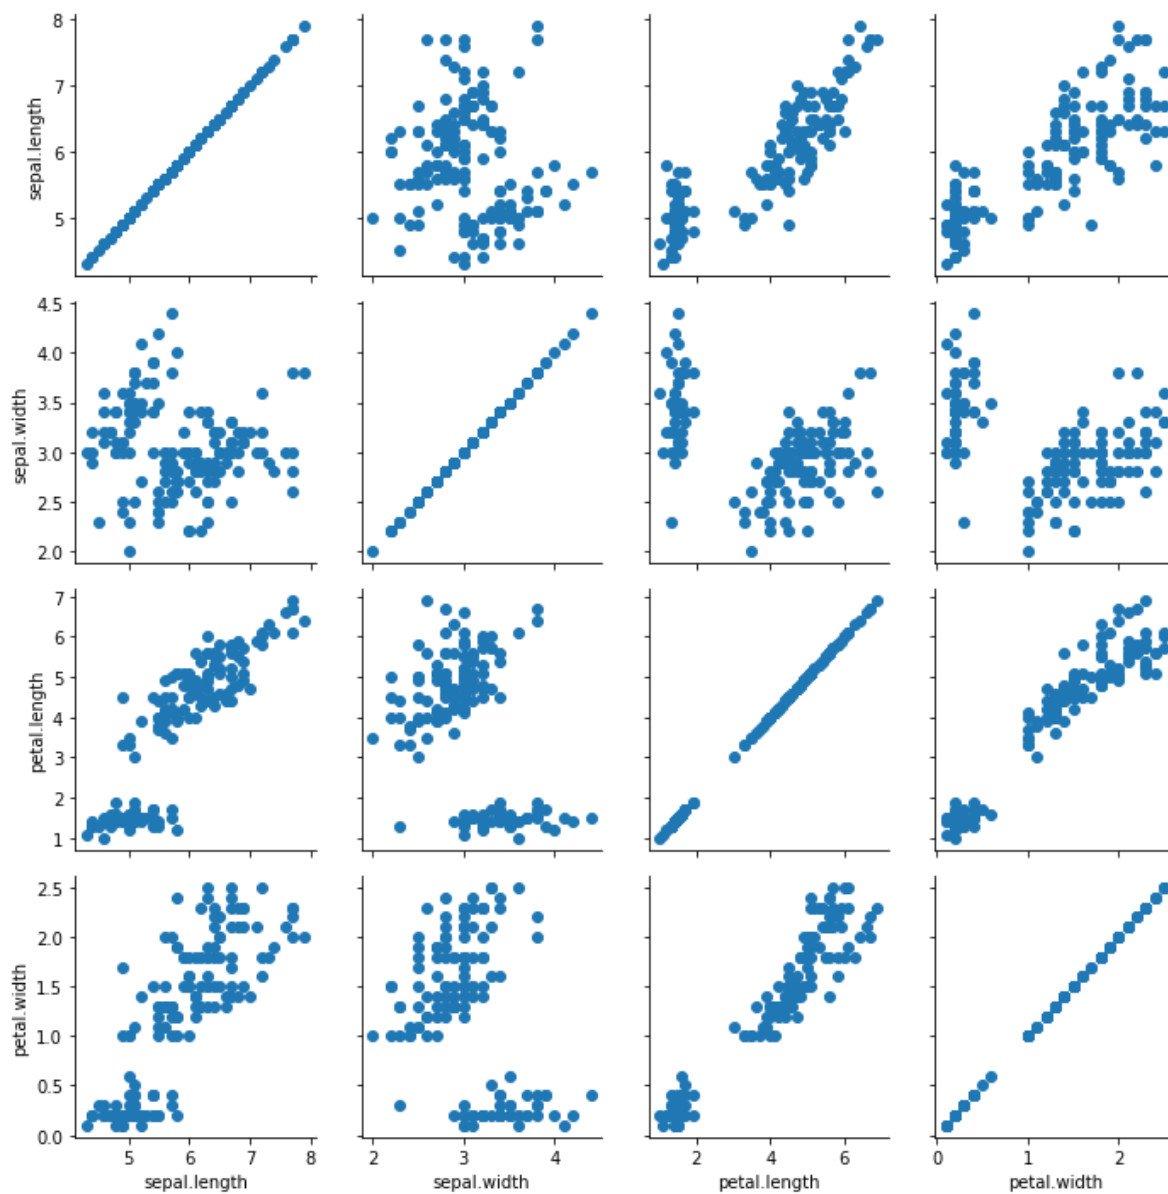 8
7
6
5
sepal.length
4.5
4.0
3.5
3.0
2.5
2.0
sepal.width
7
6
5
4
3
2
1
petal.length
2.5
2.0
1.5
1.0
0.5
0.0
petal.width
5 6 7 8
2 3 4
2 4 6
0 1 2
sepal.length sepal.width petal.length petal.width